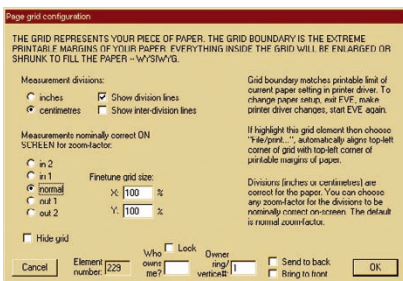 Page grid configuration
THE GRID REPRESENTS YOUR PIECE OF PAPER. THE GRID BOUNDARY IS THE EXTREME
PRINTABLE MARGINS OF YOUR PAPER. EVERYTHING INSIDE THE GRID WILL BE ENLARGED OR
SHRUNK TO FILL THE PAPER -- WYSIWYG.
Measurement divisions:
inches
Show division lines
centimetres
Show inter-division lines
Measurements nominally correct ON
SCREEN for zoom-factor:
in 2
in 1
normal
out 1
out 2
Finetune grid size:
X: 100 %
Y: 100 %
Hide grid
Grid boundary matches printable limit of
current paper setting in printer driver. To
change paper setup, exit EVE, make
printer driver changes, start EVE again.
If highlight this grid element then choose
"File/print...", automatically aligns top-left
corner of grid with top-left corner of
printable margins of paper.
Divisions (inches or centimetres) are
correct for the paper. You can choose
any zoom-factor for the divisions to be
nominally correct on-screen. The default
is normal zoom-factor.
Cancel
Element
number: 229
Who
owns
me?
Lock
Owner
ring/
vertice#: 1
Send to back
Bring to front
OK